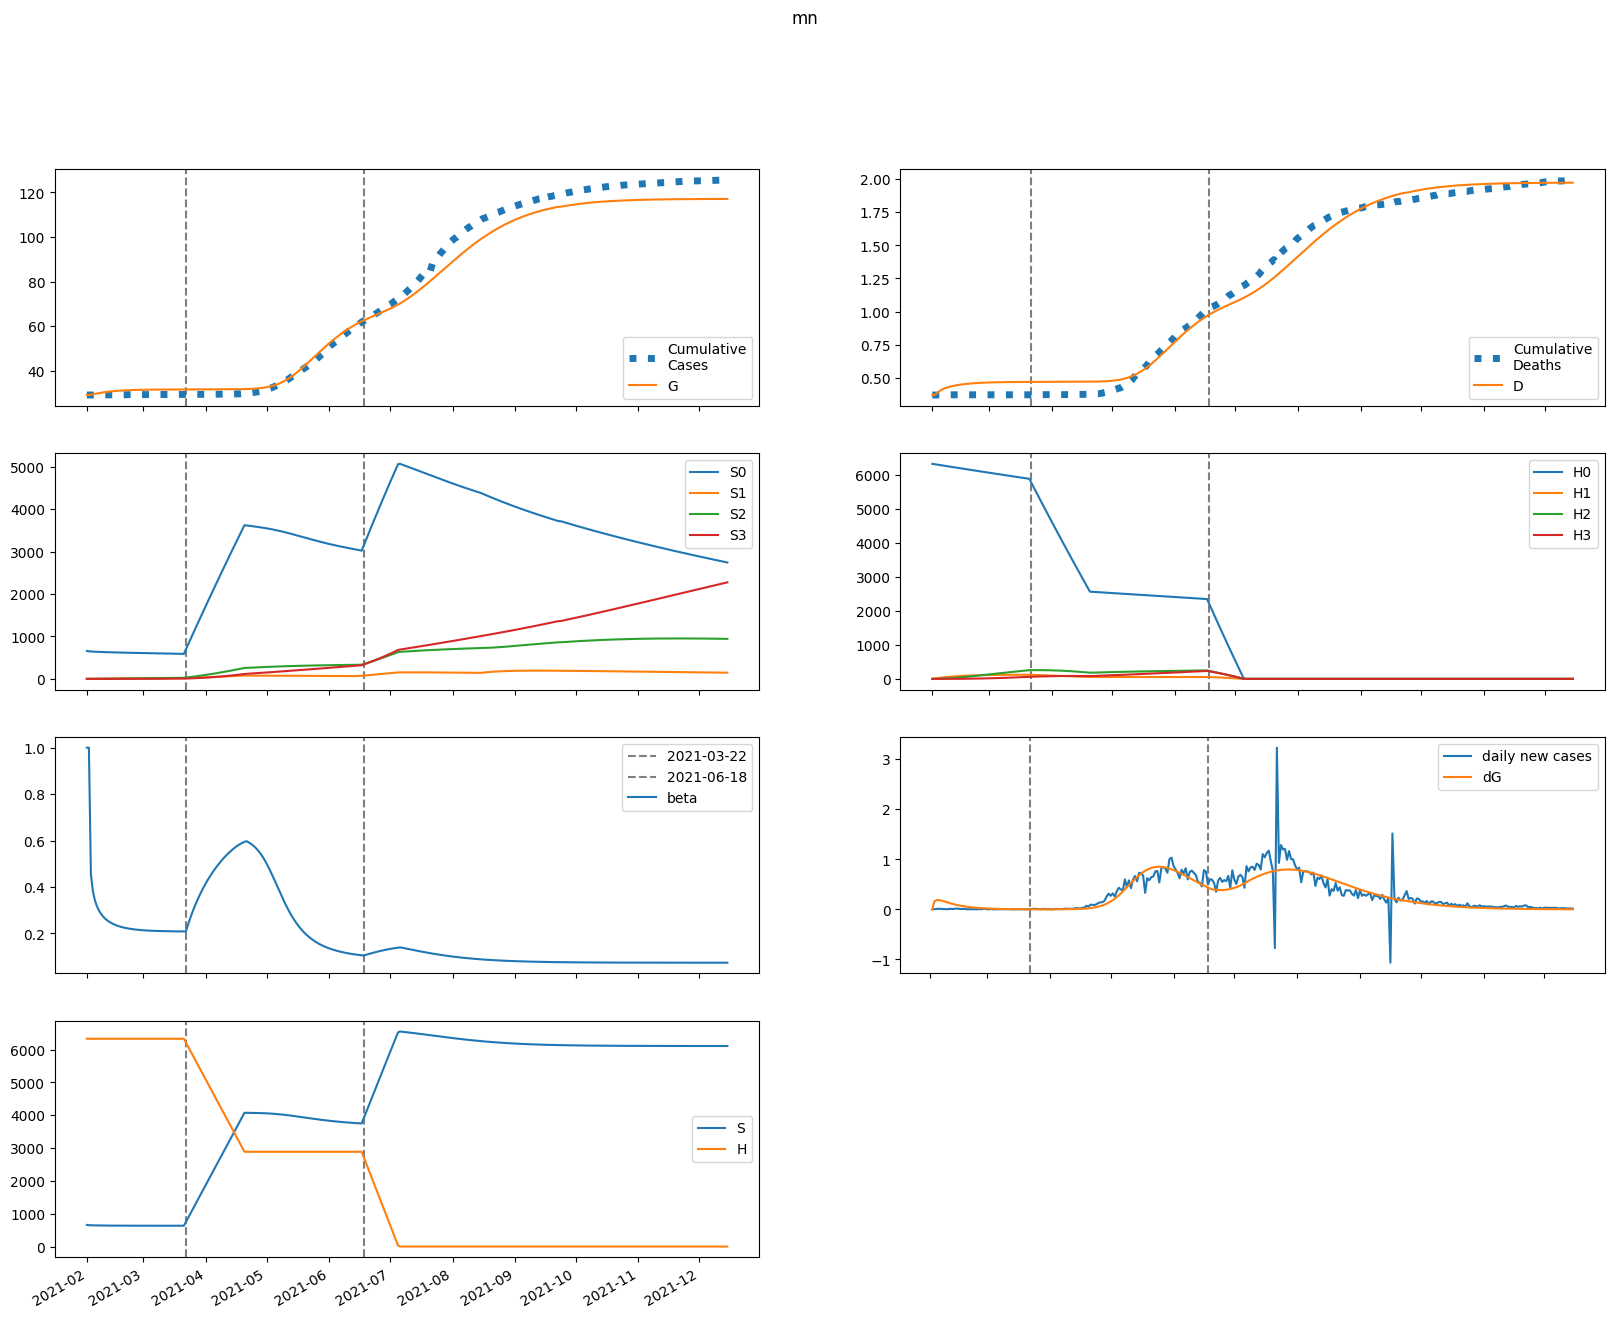 mn
120
100
80
60
40
Cumulative
Cases
G
2.00
1.75
1.50
1.25
1.00
0.75
0.50
Cumulative
Deaths
D
5000
4000
3000
2000
1000
0
S0
S1
S2
S3
6000
5000
4000
3000
2000
1000
0
H0
H1
H2
H3
1.0
0.8
0.6
0.4
0.2
2021-03-22
2021-06-18
beta
3
2
1
0
−1
daily new cases
dG
6000
5000
4000
3000
2000
1000
0
S
H
2021-02
2021-03
2021-04
2021-05
2021-06
2021-07
2021-08
2021-09
2021-10
2021-11
2021-12